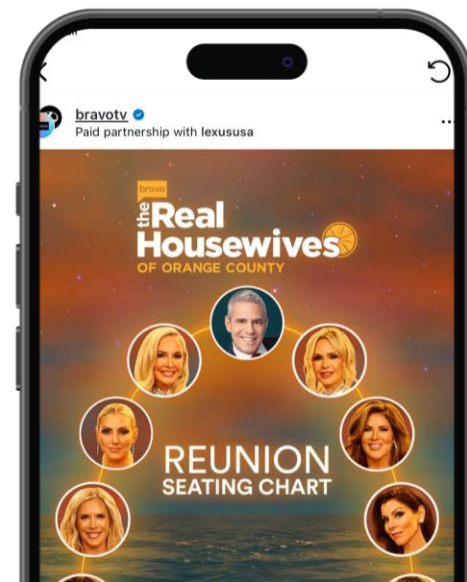 bravotv
Paid partnership with lexususa
bravo
the Real
Housewives
OF ORANGE COUNTY
REUNION
SEATING CHART